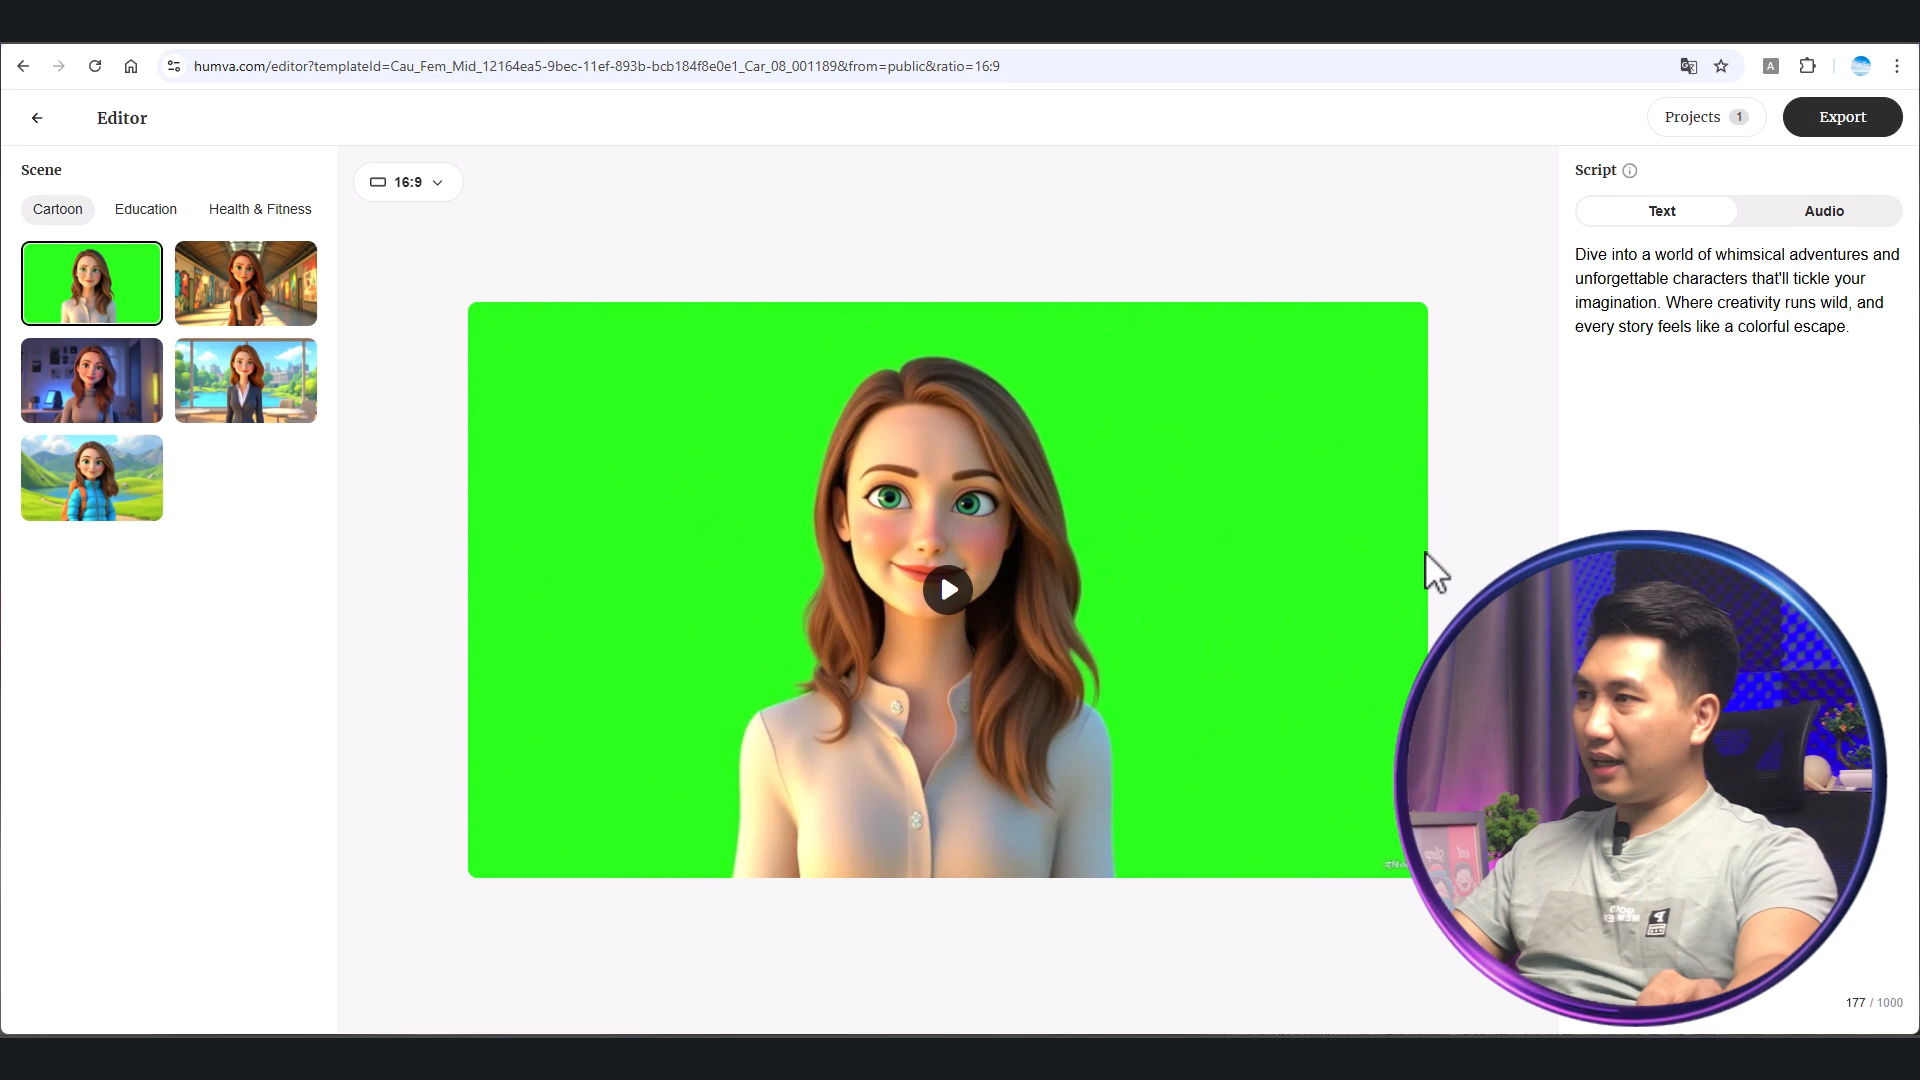 humva.com/editor?templateId=Cau_Fem_Mid_12164ea5-9bec-11ef-893b-bcb184f8e0e1_Car_08_001189&from=public&ratio=16:9
A
Editor
Projects 1
Export
Scene
Cartoon
Education
Health & Fitness
16:9
Script
Text
Audio
Dive into a world of whimsical adventures and
unforgettable characters that'll tickle your
imagination. Where creativity runs wild, and
every story feels like a colorful escape.
177 / 1000